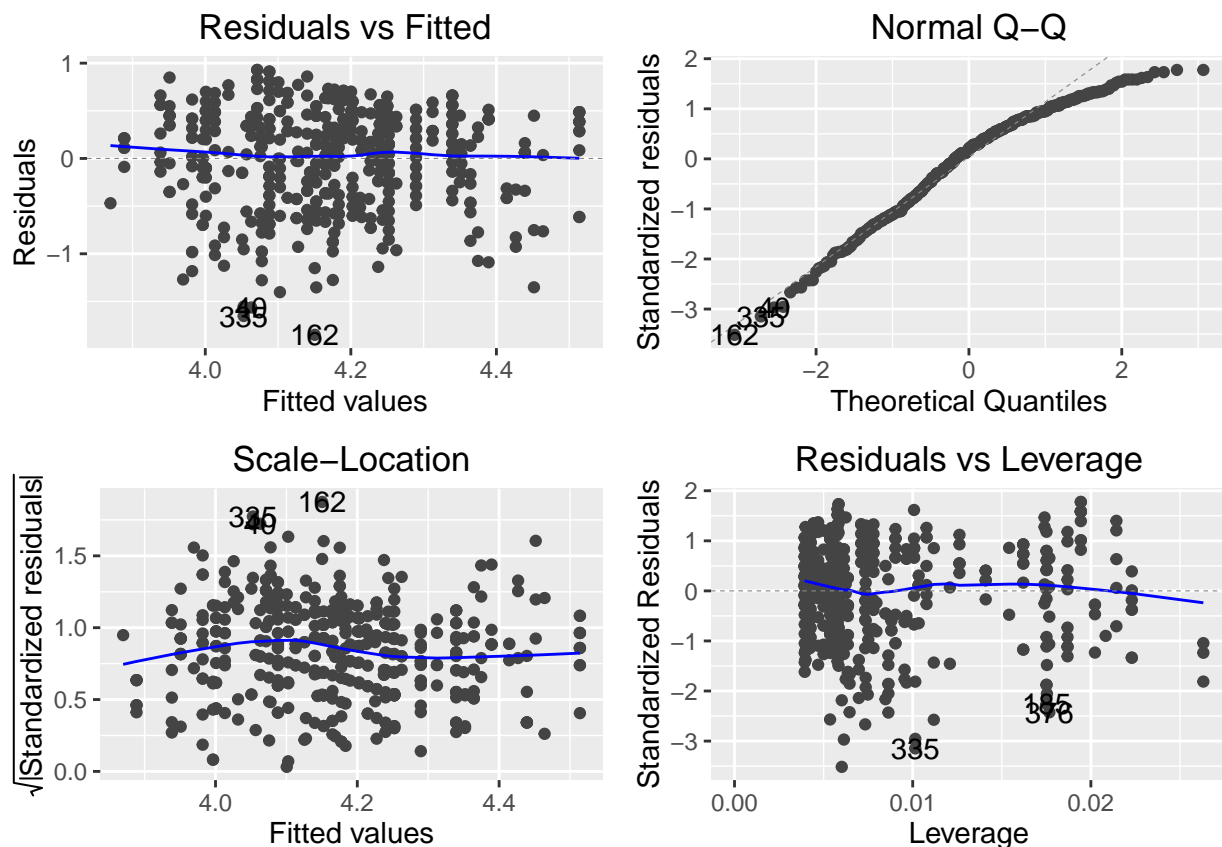 Residuals vs Fitted
1
0
−1
Residuals
40
335
162
4.0 4.2 4.4
Fitted values
Normal Q−Q
2
1
0
−1
−2
−3
Standardized residuals
40
335
162
−2 0 2
Theoretical Quantiles
Scale−Location
1.5
1.0
0.5
0.0
√|Standardized residuals|
162
335
40
4.0 4.2 4.4
Fitted values
Residuals vs Leverage
2
1
0
−1
−2
−3
Standardized Residuals
185
376
335
0.00 0.01 0.02
Leverage